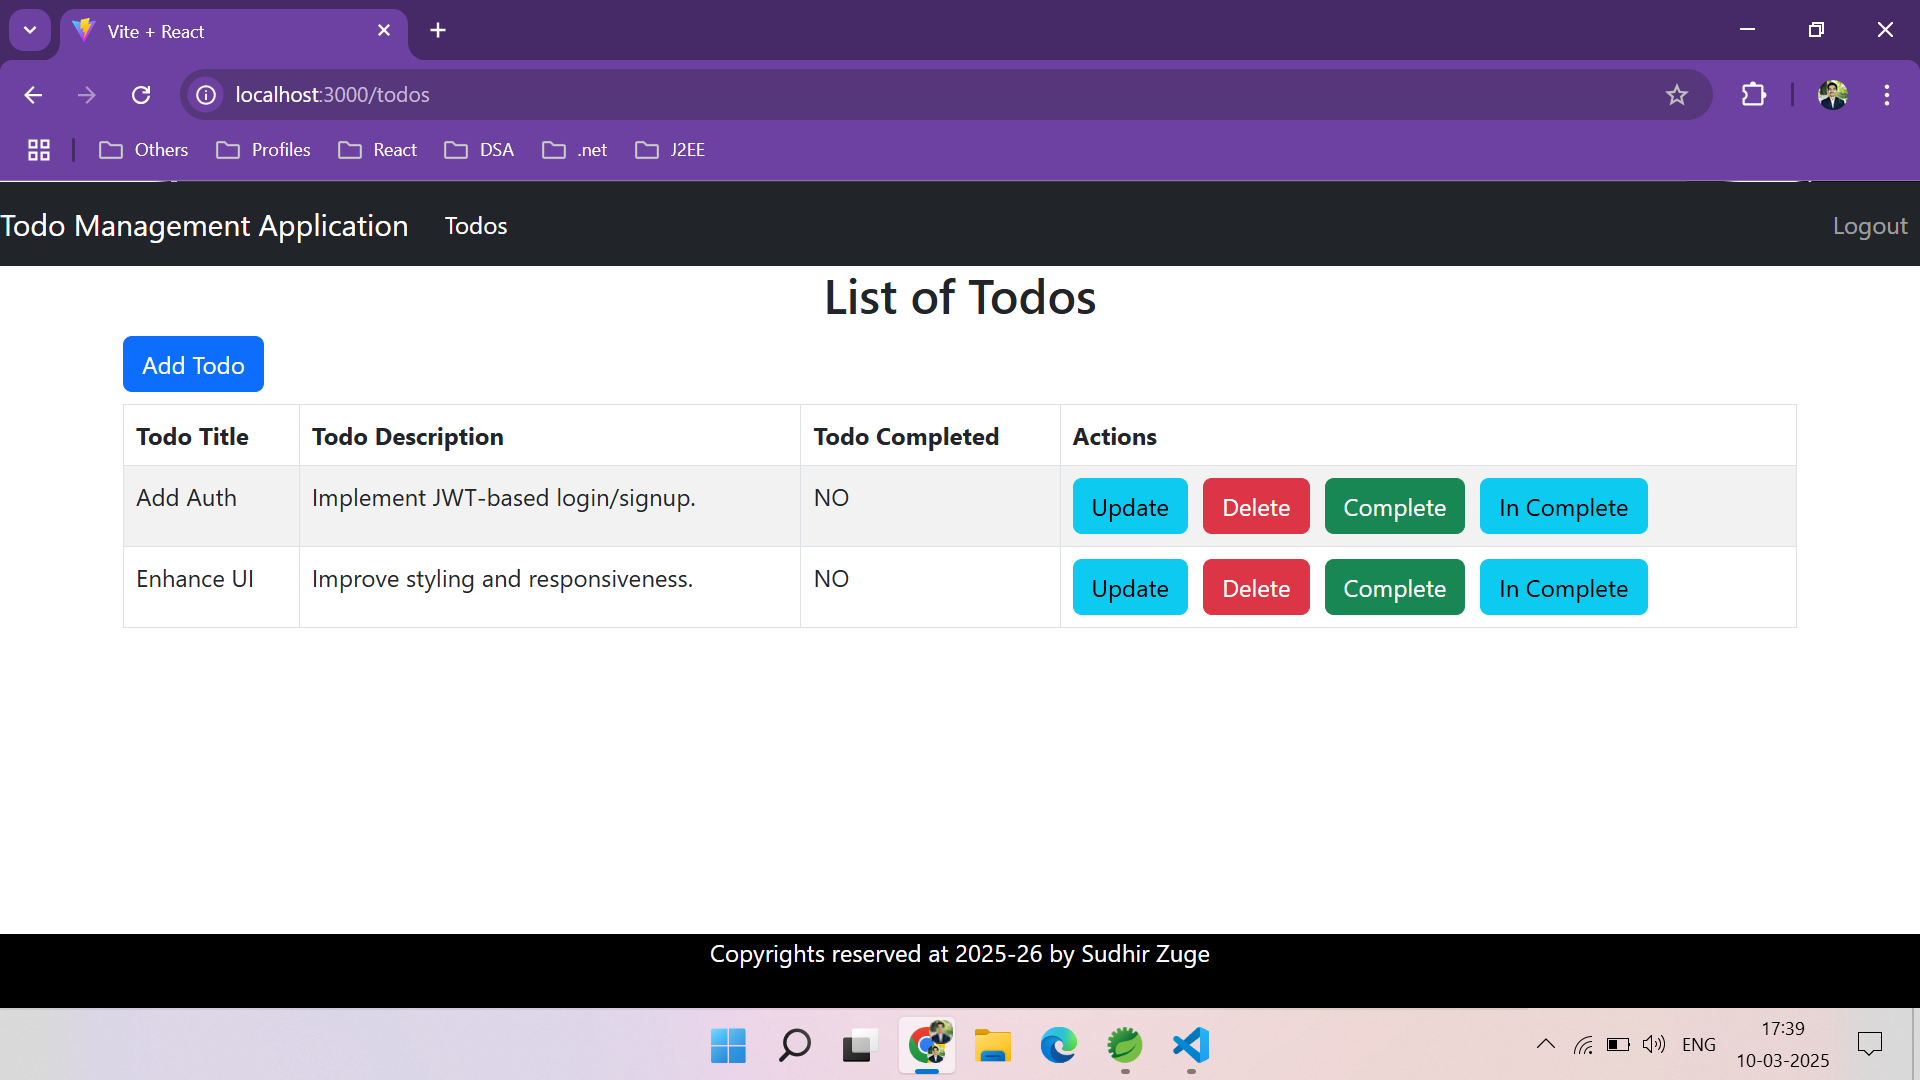 Vite + React
localhost:3000/todos
Others Profiles React DSA .net J2EE
Todo Management Application Todos Logout
List of Todos
Add Todo
Todo Title Todo Description Todo Completed Actions
Add Auth Implement JWT-based login/signup. NO Update Delete Complete In Complete
Enhance UI Improve styling and responsiveness. NO Update Delete Complete In Complete
Copyrights reserved at 2025-26 by Sudhir Zuge
ENG
17:39
10-03-2025